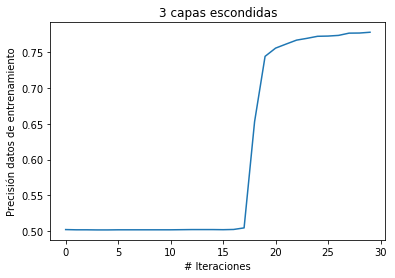 3 capas escondidas
Precisión datos de entrenamiento
0.75
0.70
0.65
0.60
0.55
0.50
0 5 10 15 20 25 30
# Iteraciones